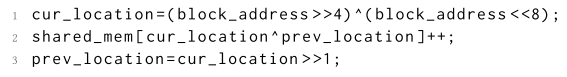 1 cur_location=(block_address>>4)^(block_address<<8);
2 shared_mem[cur_location^prev_location]++;
3 prev_location=cur_location>>1;